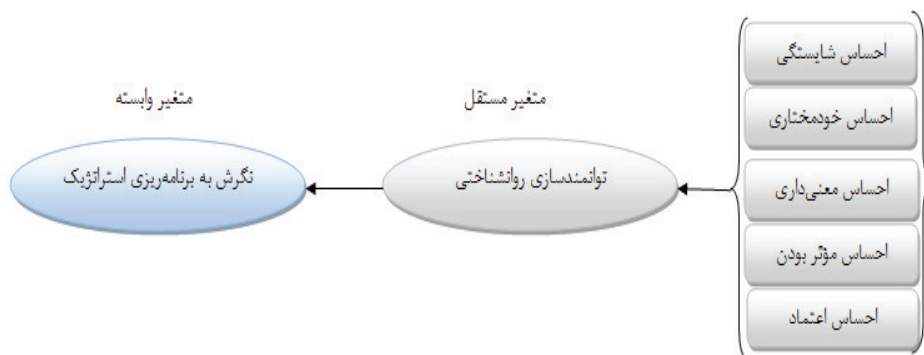 احساس شایستگی
احساس خودمختاری
احساس معنی‌داری
احساس مؤثر بودن
احساس اعتماد
متغیر مستقل
توانمندسازی روانشناختی
متغیر وابسته
نگرش به برنامه‌ریزی استراتژیک